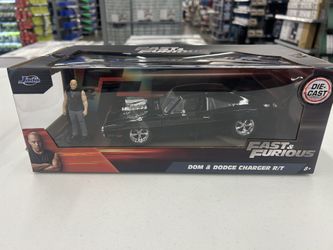 FAST &
FURIOUS
Jada
DIE-
CAST
FAST &
FURIOUS
DOM & DODGE CHARGER R/T
8+